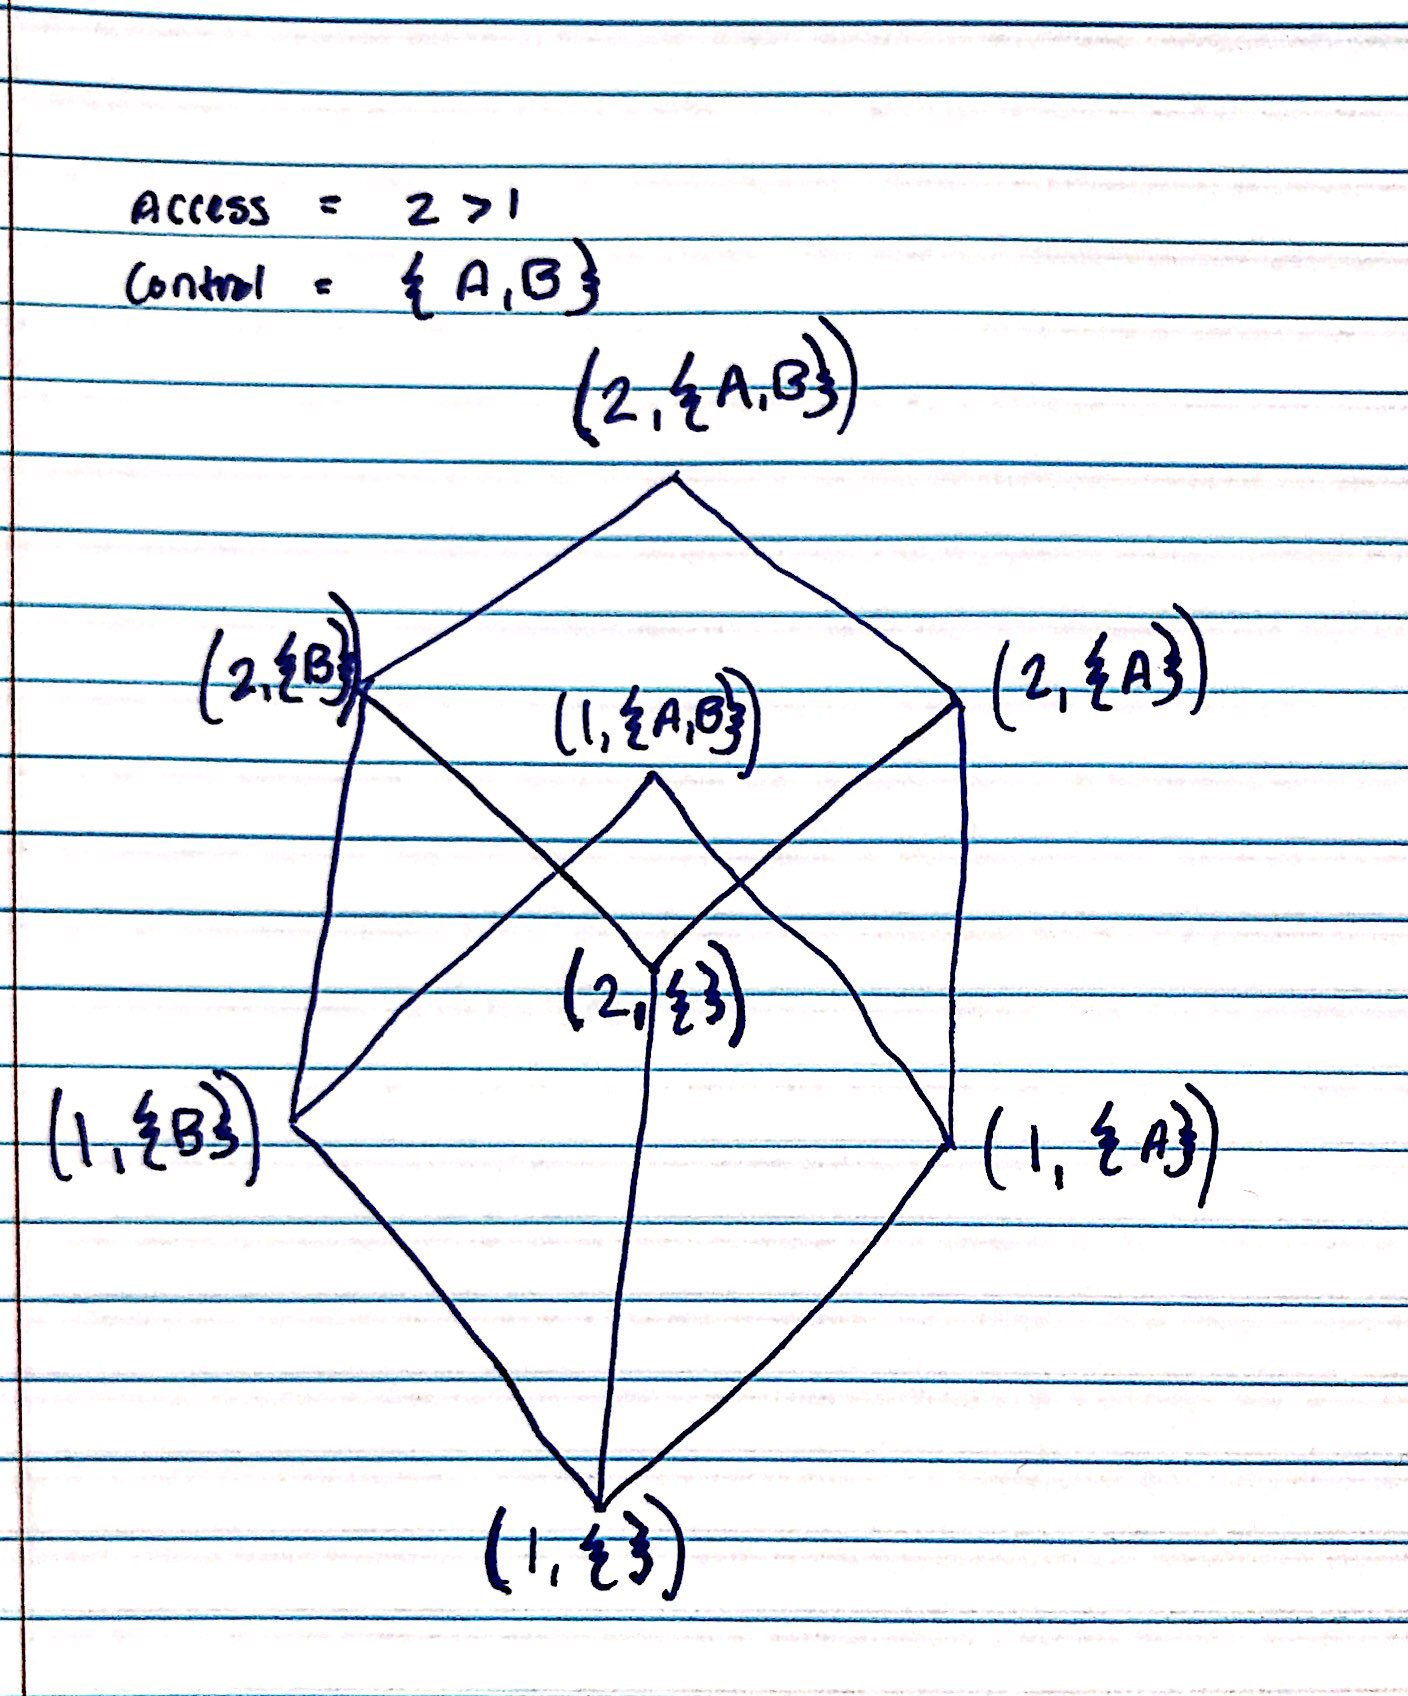 Access = 2 > 1
Control = { A, B }
(2, {A, B})
(2, {B})
(2, {A})
(1, {A, B})
(2, { })
(1, {B})
(1, {A})
(1, { })